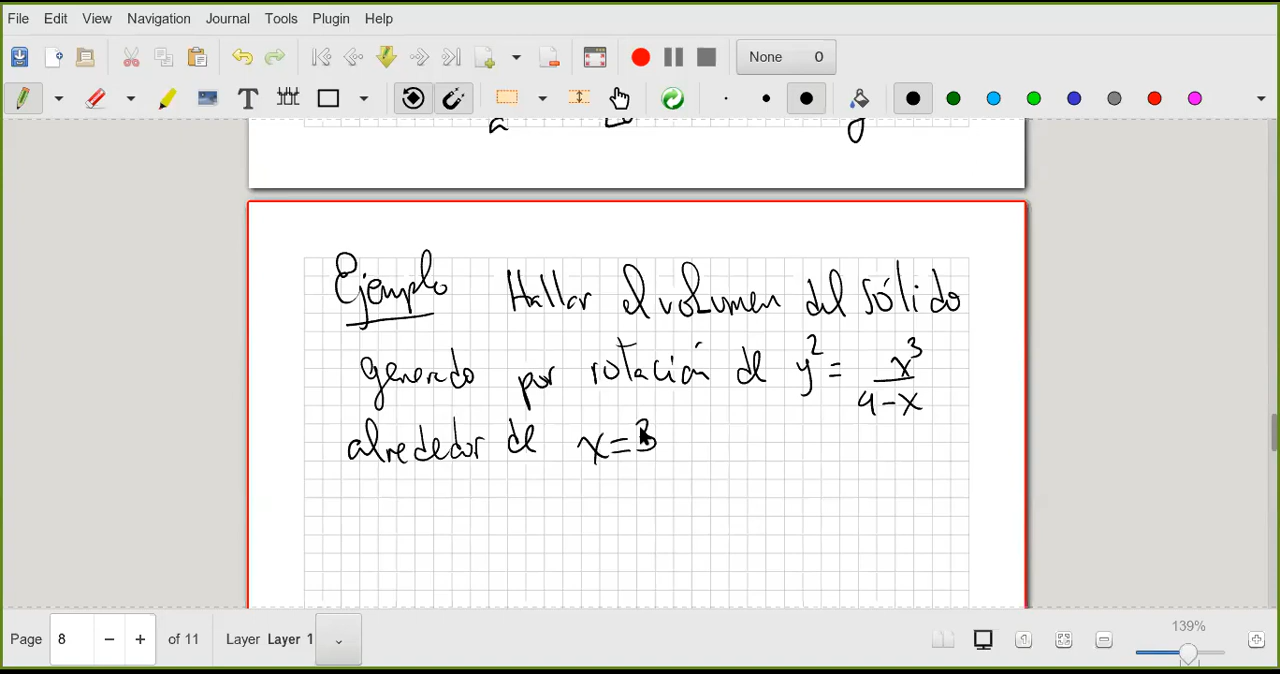 File Edit View Navigation Journal Tools Plugin Help
None 0
T
Ejemplo Hallar el volumen del sólido
generado por rotación de y² = x³/4-x
alrededor de x=3
Page 8 of 11 Layer Layer 1 139%